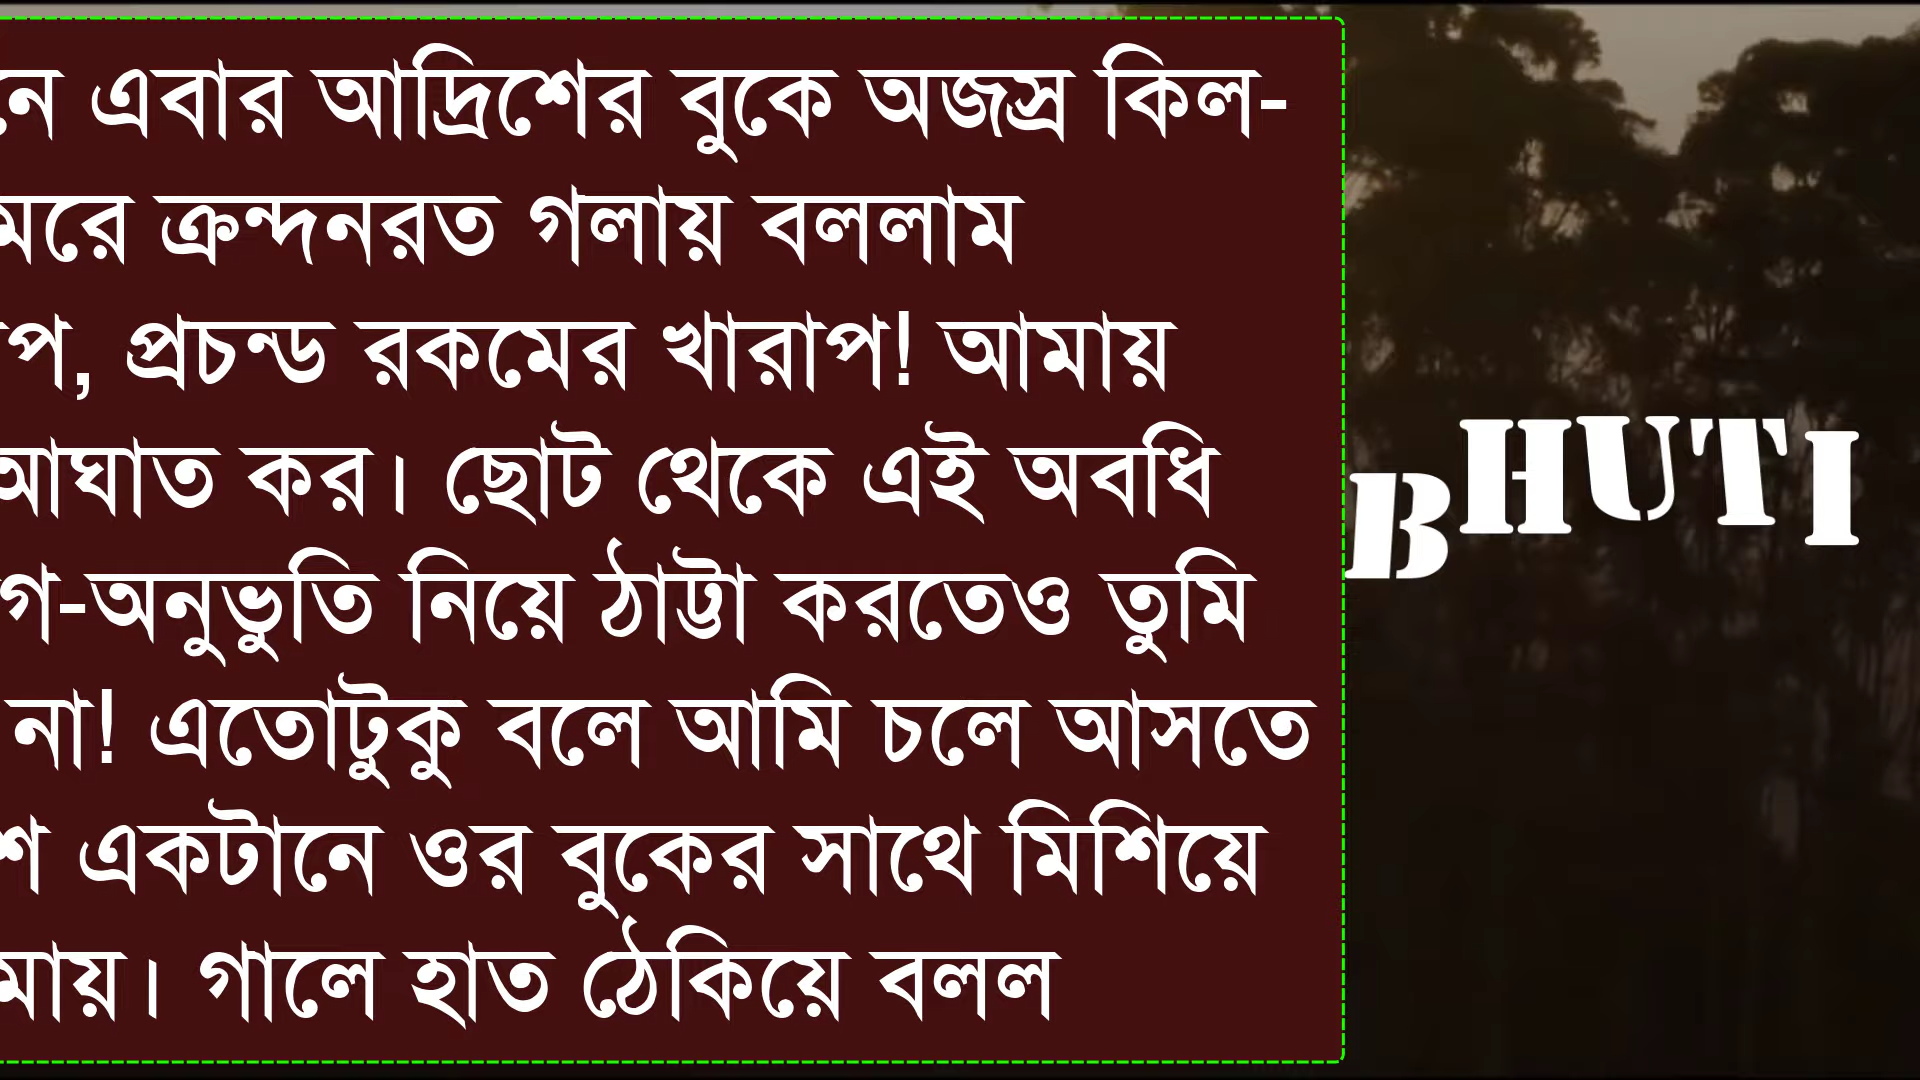 এবার আদ্রিশের বুকে অজস্র কিল-
ক্রন্দনরত গলায় বললাম
প্রচন্ড রকমের খারাপ! আমায়
আঘাত কর। ছোট থেকে এই অবধি
অনুভুতি নিয়ে ঠাট্টা করতেও তুমি
না! এতোটুকু বলে আমি চলে আসতে
একটানে ওর বুকের সাথে মিশিয়ে
গালে হাত ঠেকিয়ে বলল
BHUTI